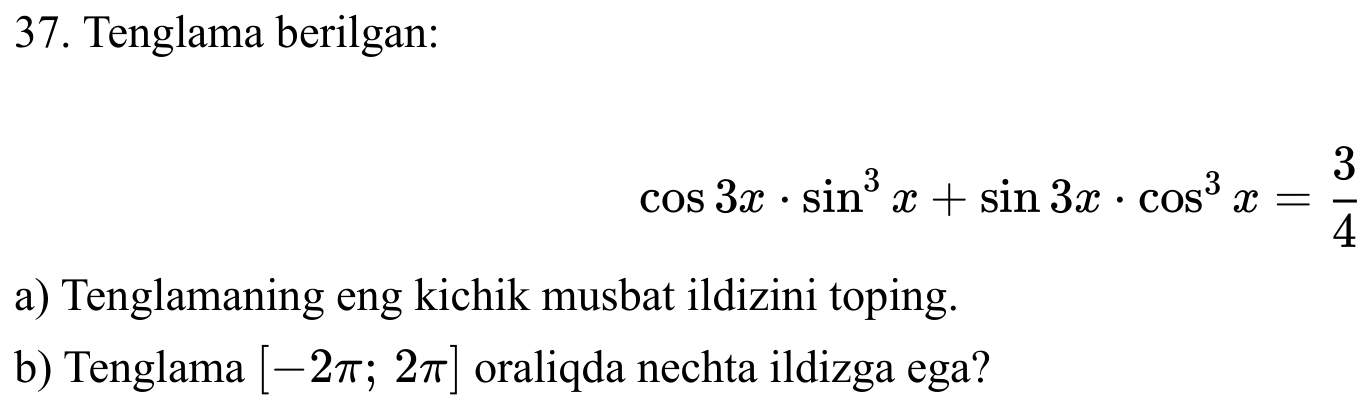 37. Tenglama berilgan:
cos 3x · sin³ x + sin 3x · cos³ x = 3/4
a) Tenglamaning eng kichik musbat ildizini toping.
b) Tenglama [−2π; 2π] oraliqda nechta ildizga ega?